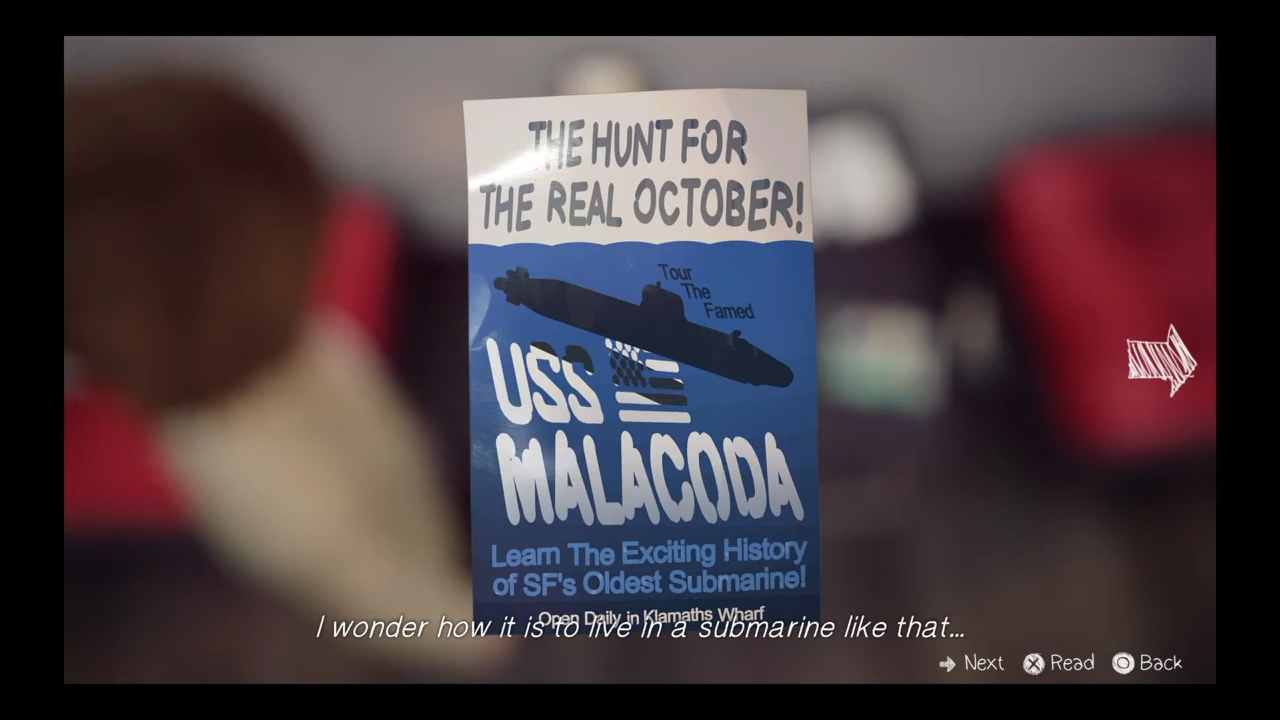 THE HUNT FOR
THE REAL OCTOBER!
Tour
The
Famed
USS
MALACODA
Learn The Exciting History
of SF's Oldest Submarine!
Open Daily in Klamaths Wharf
I wonder how it is to live in a submarine like that...
Next Read Back